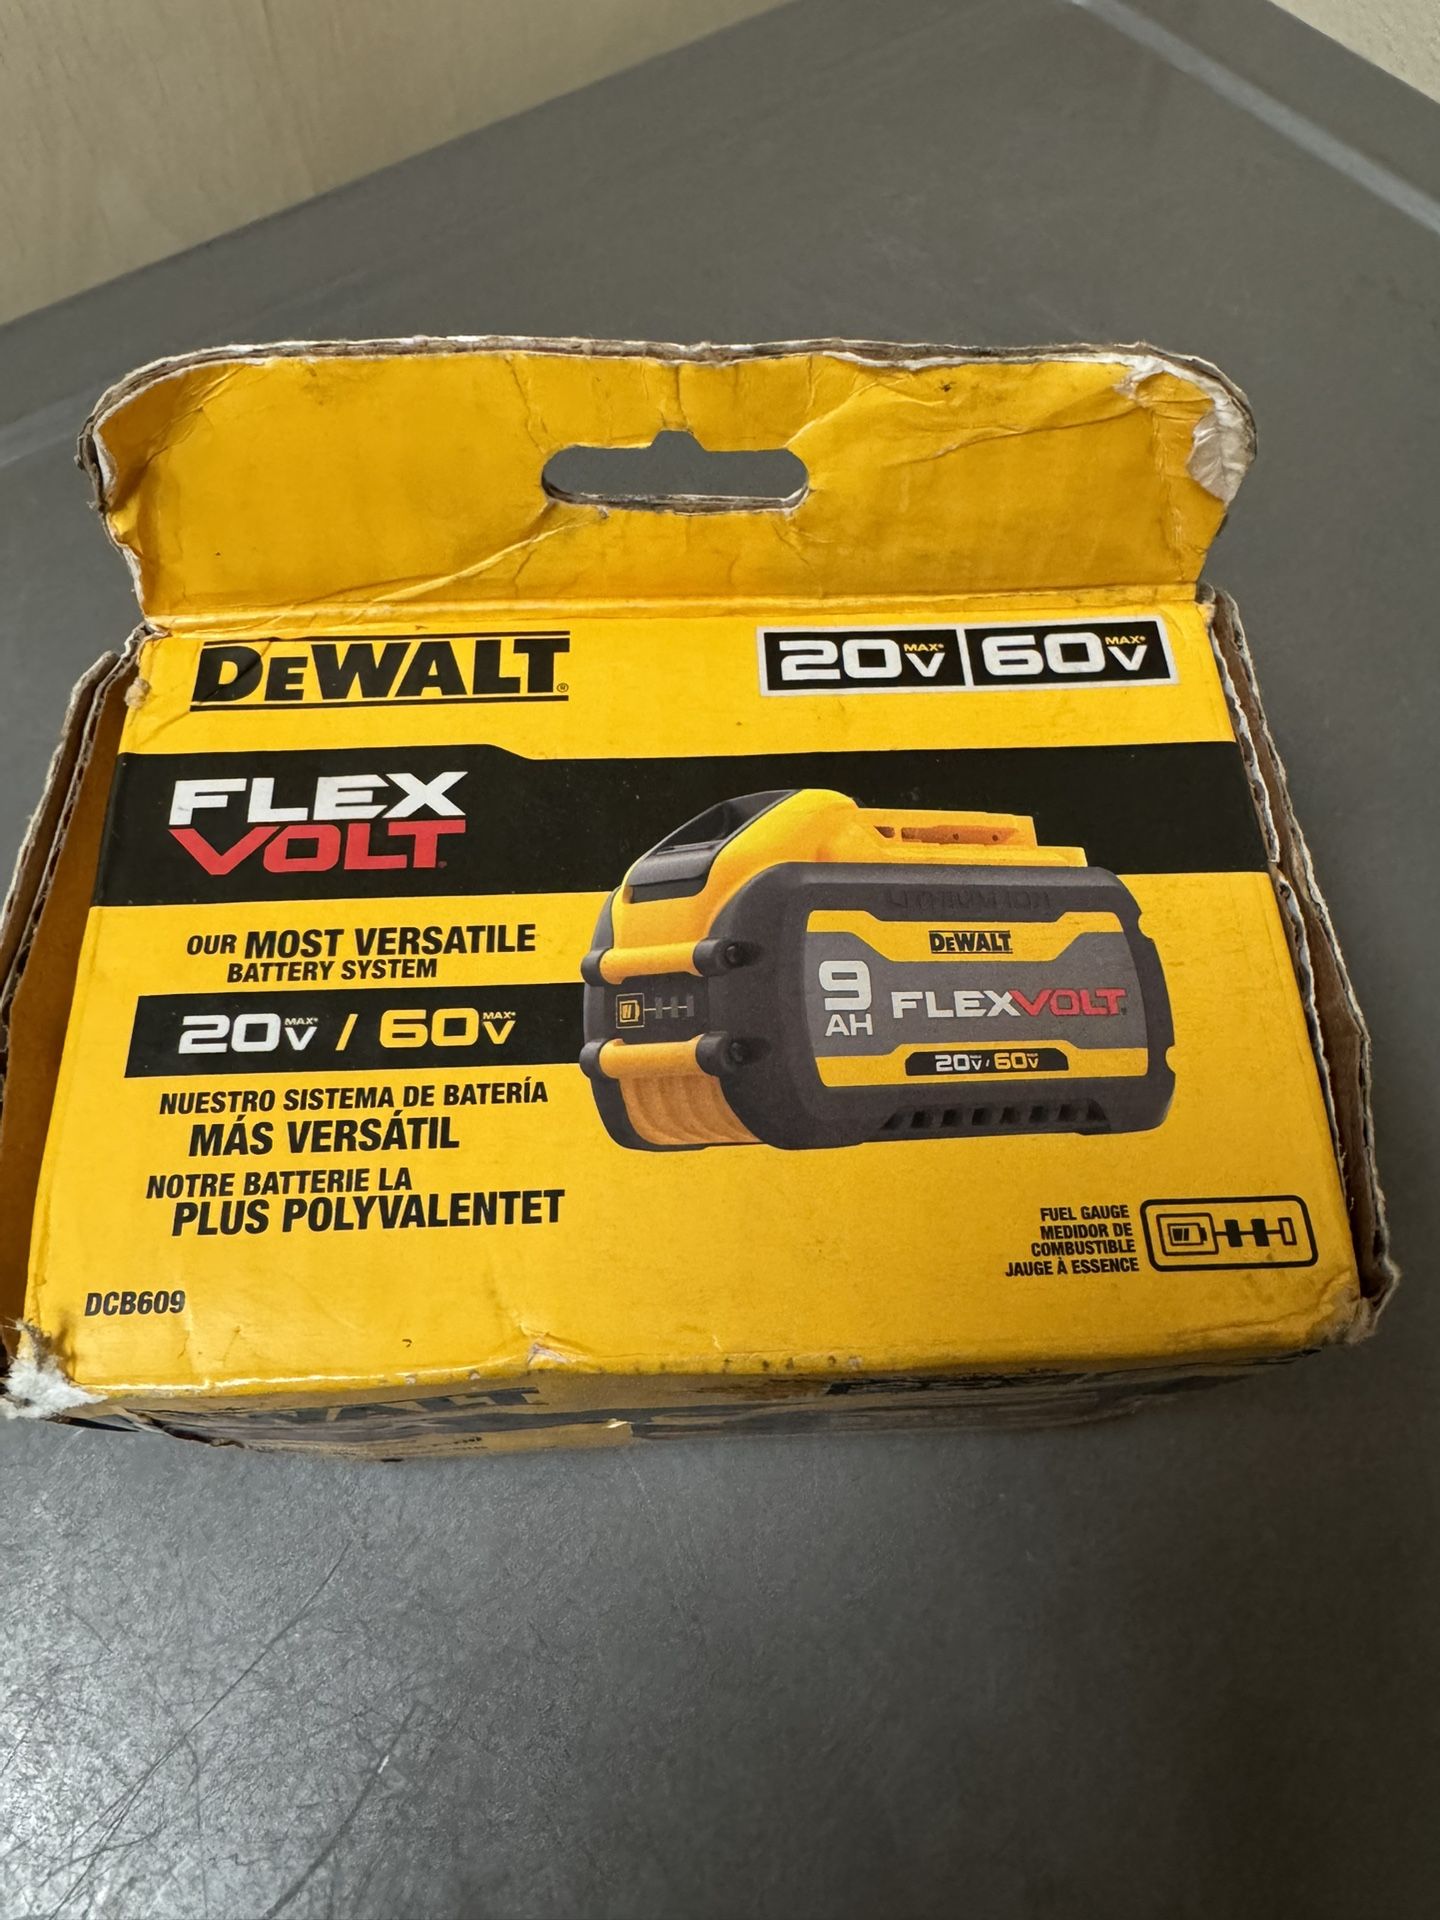 DEWALT®
20V MAX* 60V MAX*
FLEX
VOLT
OUR MOST VERSATILE
BATTERY SYSTEM
20V MAX* / 60V MAX*
NUESTRO SISTEMA DE BATERÍA
MÁS VERSÁTIL
NOTRE BATTERIE LA
PLUS POLYVALENTET
DCB609
DEWALT
9
AH
FLEXVOLT
20V / 60V
FUEL GAUGE
MEDIDOR DE
COMBUSTIBLE
JAUGE À ESSENCE